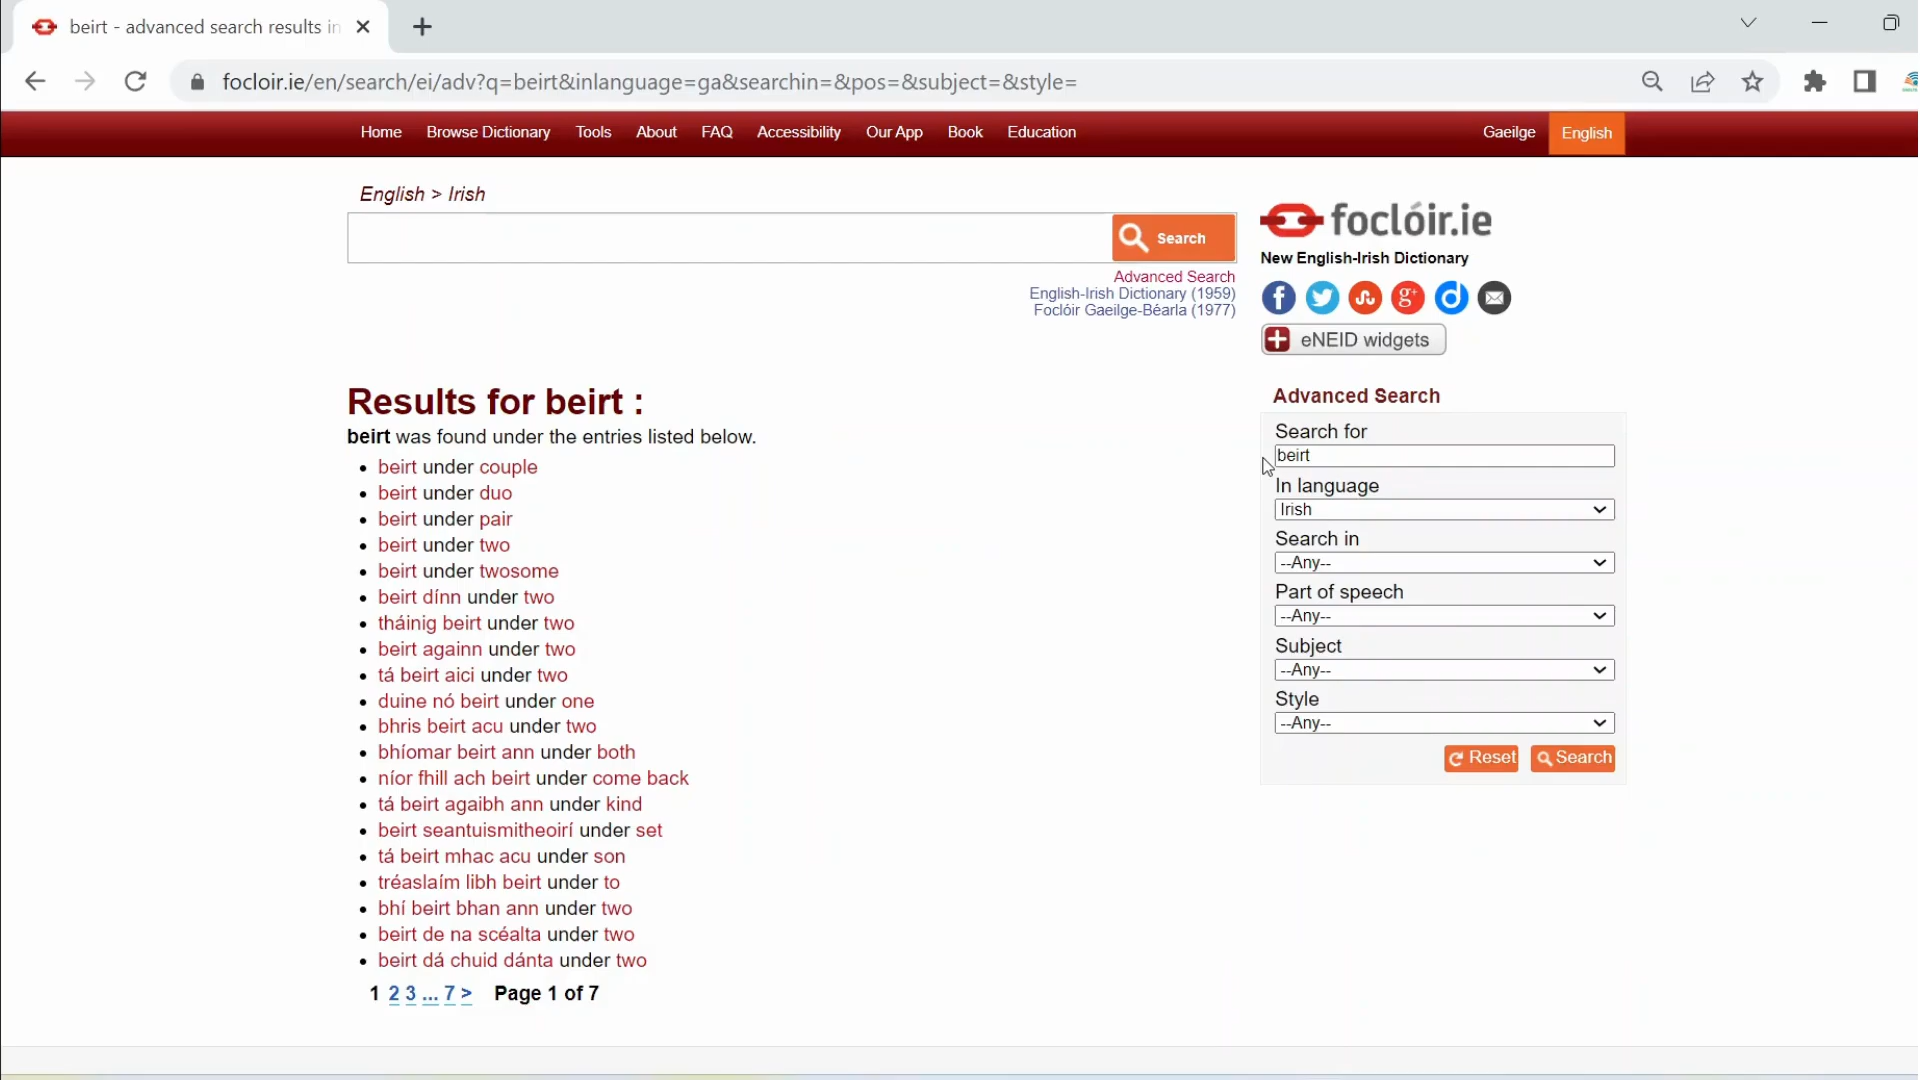 beirt - advanced search results in
focloir.ie/en/search/ei/adv?q=beirt&inlanguage=ga&searchin=&pos=&subject=&style=
Home Browse Dictionary Tools About FAQ Accessibility Our App Book Education Gaeilge English
English > Irish
Search
Advanced Search
English-Irish Dictionary (1959)
Foclóir Gaeilge-Béarla (1977)
foclóir.ie
New English-Irish Dictionary
eNEID widgets
Results for beirt :
beirt was found under the entries listed below.
beirt under couple
beirt under duo
beirt under pair
beirt under two
beirt under twosome
beirt dínn under two
tháinig beirt under two
beirt againn under two
tá beirt aici under two
duine nó beirt under one
bhris beirt acu under two
bhíomar beirt ann under both
níor fhill ach beirt under come back
tá beirt agaibh ann under kind
beirt seantuismitheoirí under set
tá beirt mhac acu under son
tréaslaím libh beirt under to
bhí beirt bhan ann under two
beirt de na scéalta under two
beirt dá chuid dánta under two
1 2 3 ... 7 > Page 1 of 7
Advanced Search
Search for
beirt
In language
Irish
Search in
--Any--
Part of speech
--Any--
Subject
--Any--
Style
--Any--
Reset Search